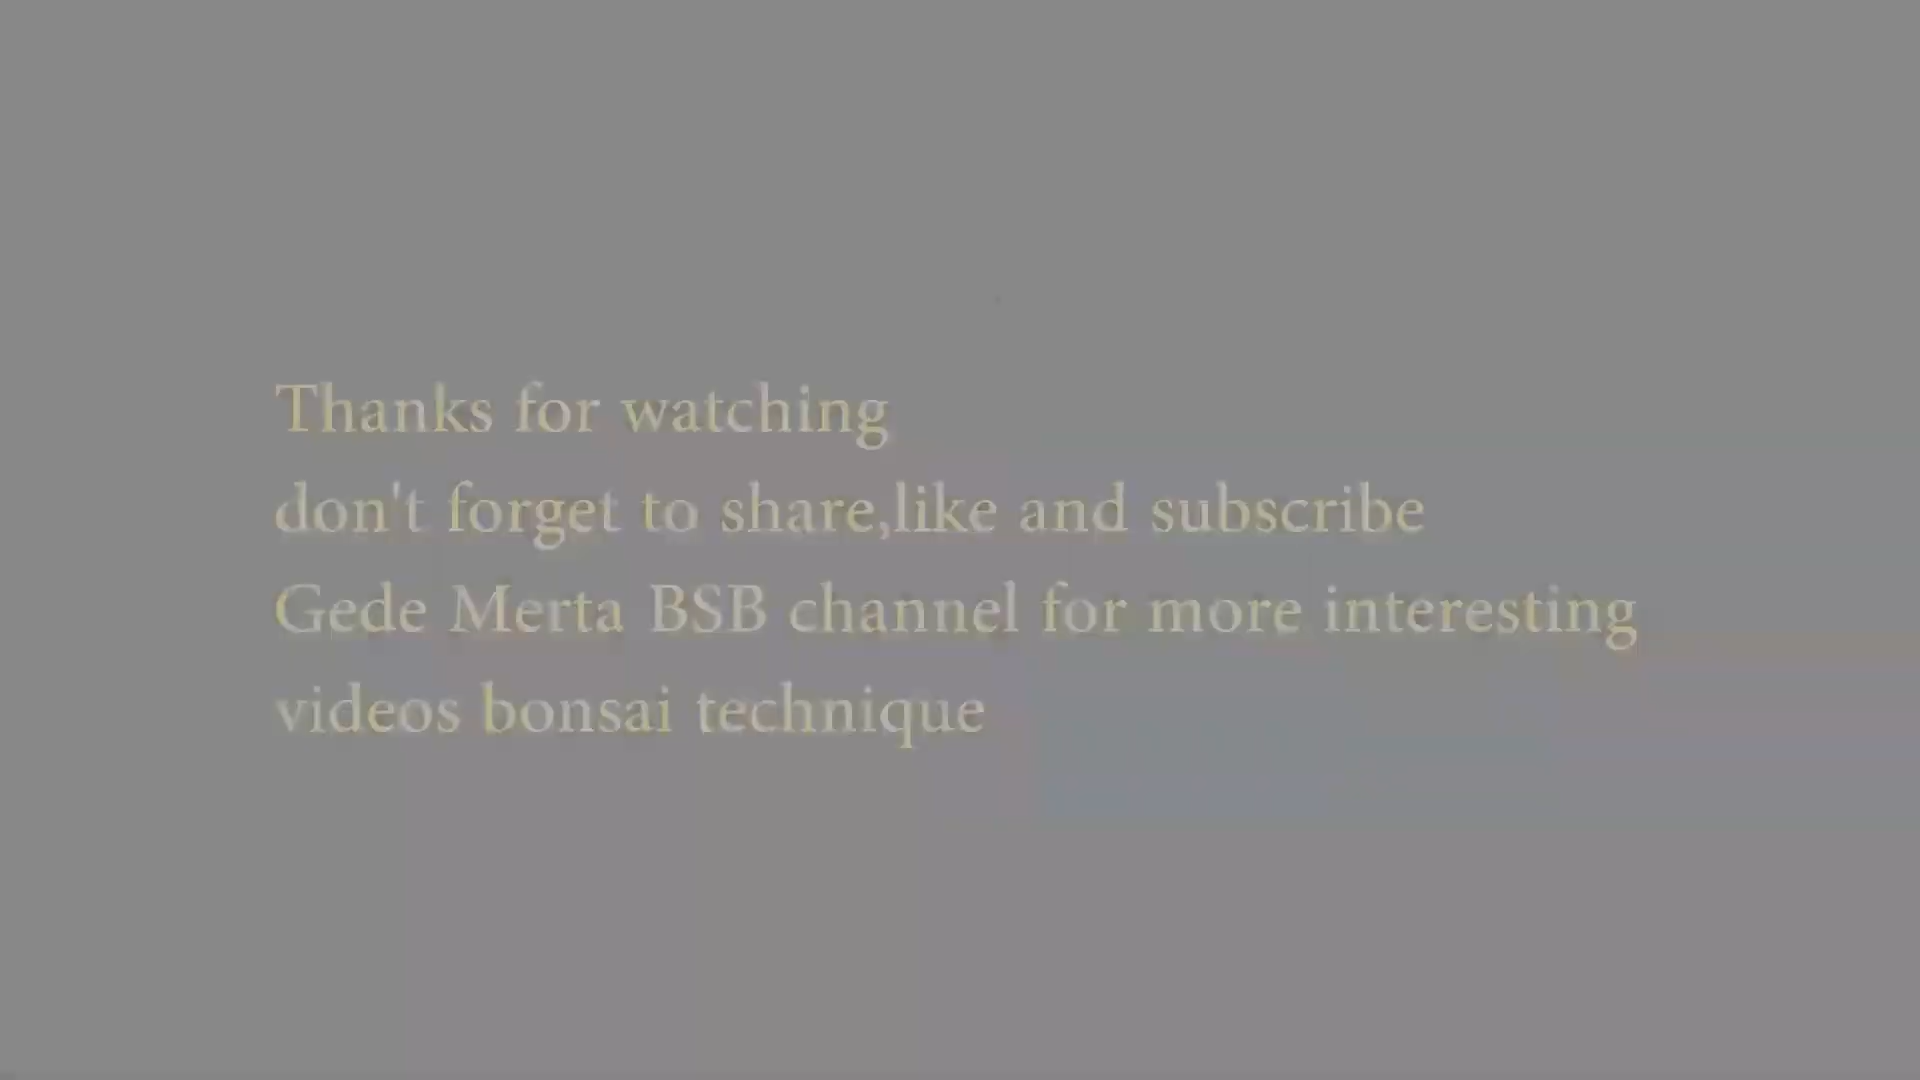 Thanks for watching
don't forget to share,like and subscribe
Gede Merta BSB channel for more interesting
videos bonsai technique